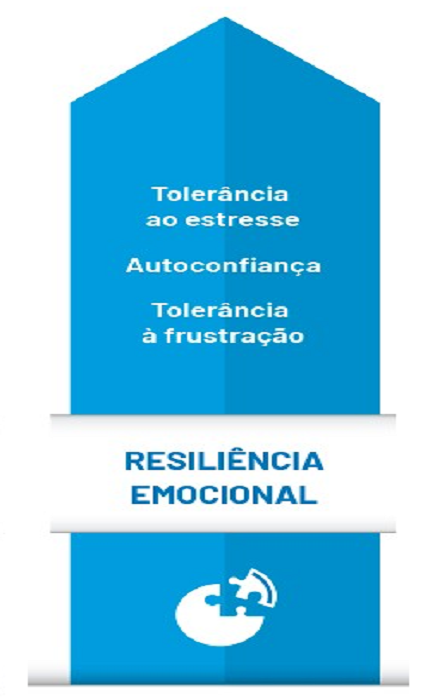 Tolerância
ao estresse
Autoconfiança
Tolerância
à frustração
RESILIÊNCIA
EMOCIONAL